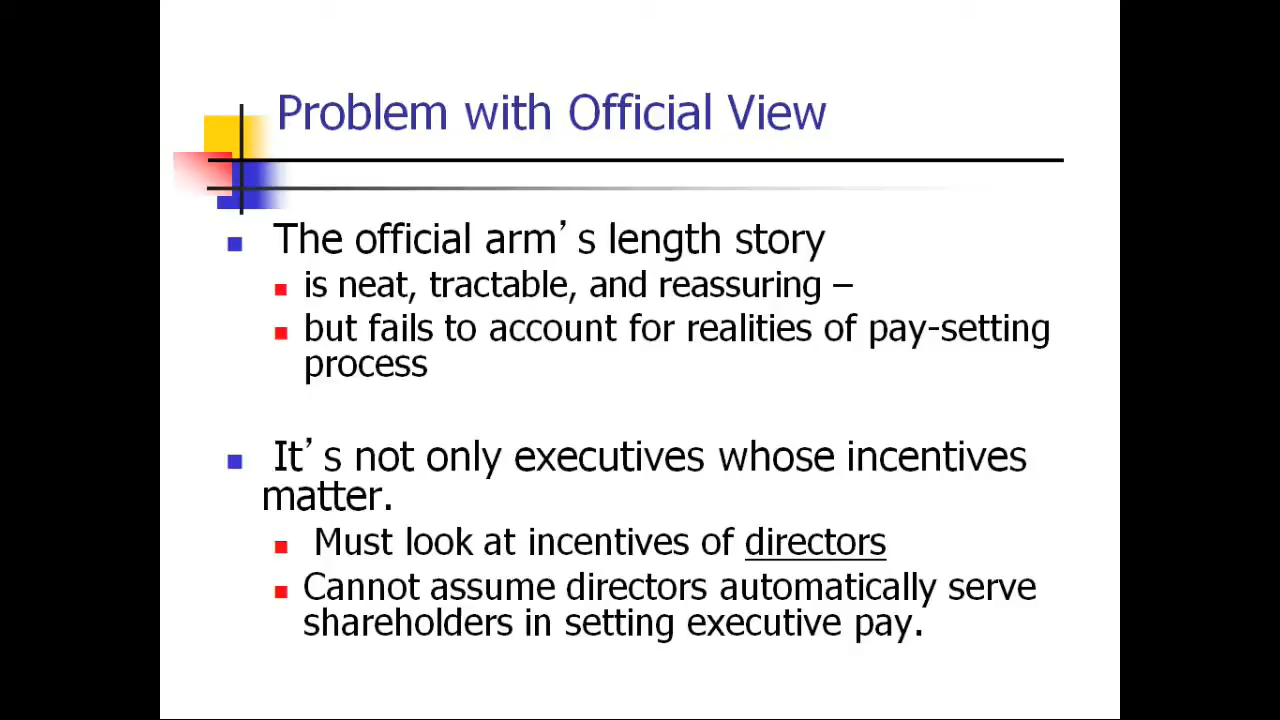 Problem with Official View
The official arm’s length story
is neat, tractable, and reassuring –
but fails to account for realities of pay-setting
process
It’s not only executives whose incentives
matter.
Must look at incentives of directors
Cannot assume directors automatically serve
shareholders in setting executive pay.